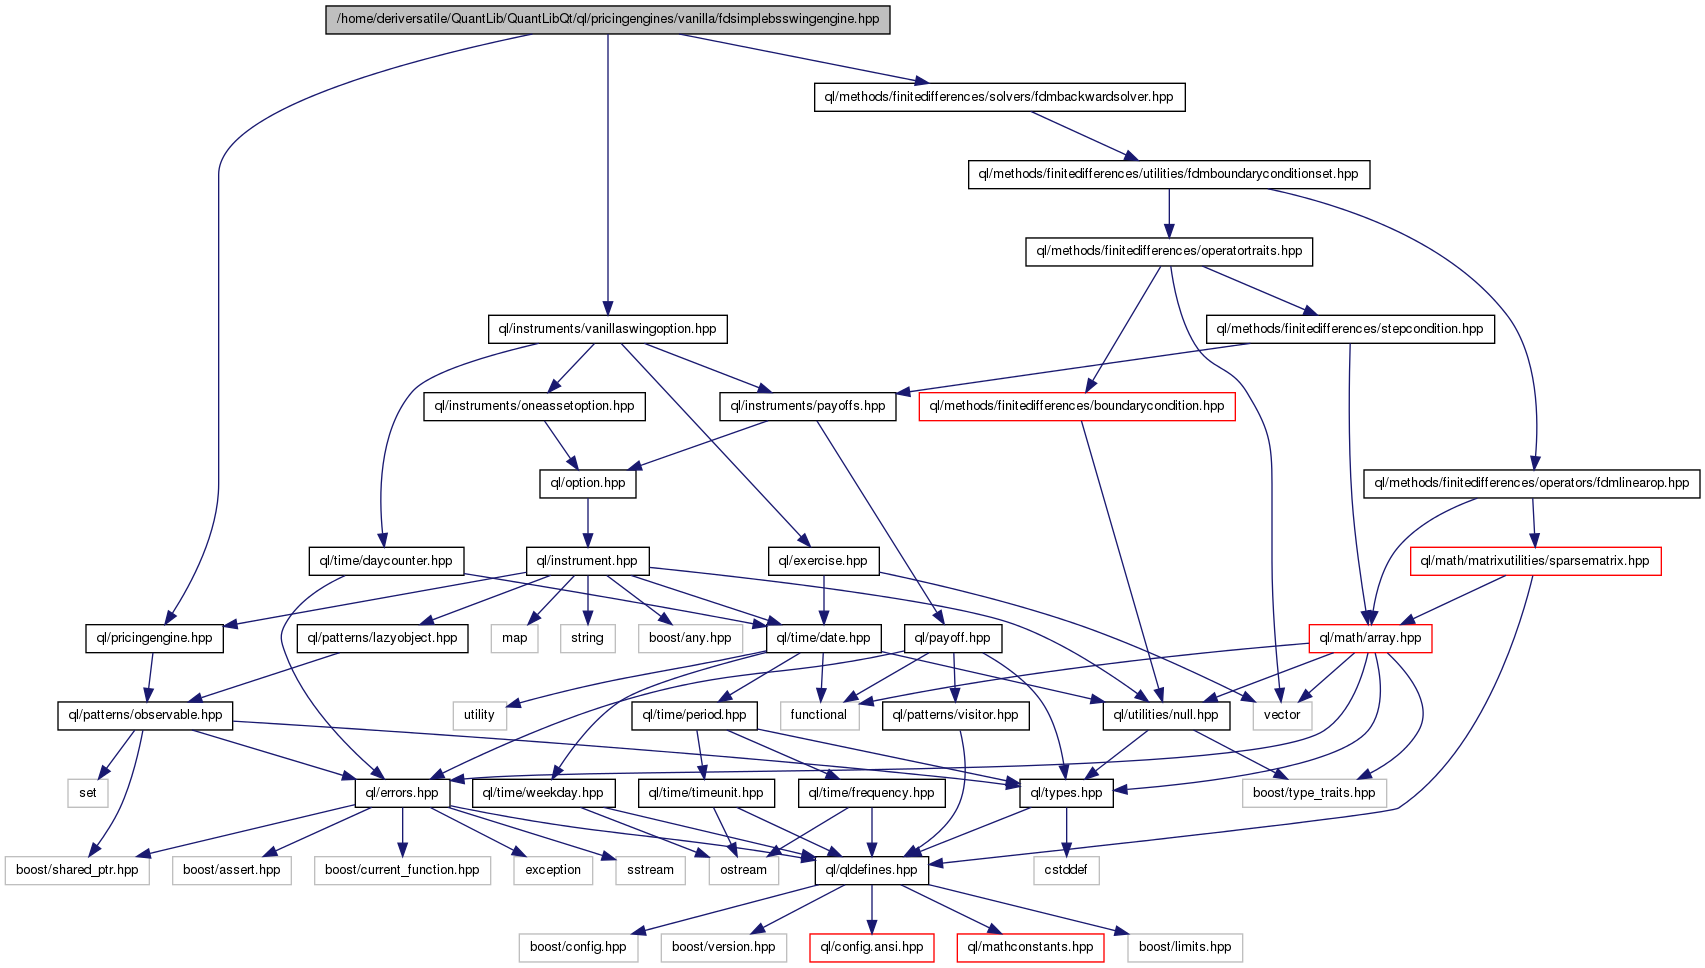 /home/deriversatile/QuantLib/QuantLibQt/ql/pricingengines/vanilla/fdsimplebsswingengine.hpp
ql/methods/finitedifferences/solvers/fdmbackwardsolver.hpp
ql/methods/finitedifferences/utilities/fdmboundaryconditionset.hpp
ql/methods/finitedifferences/operatortraits.hpp
ql/instruments/vanillaswingoption.hpp
ql/methods/finitedifferences/stepcondition.hpp
ql/instruments/oneassetoption.hpp
ql/instruments/payoffs.hpp
ql/methods/finitedifferences/boundarycondition.hpp
ql/option.hpp
ql/methods/finitedifferences/operators/fdmlinearop.hpp
ql/time/daycounter.hpp
ql/instrument.hpp
ql/exercise.hpp
ql/math/matrixutilities/sparsematrix.hpp
ql/pricingengine.hpp
ql/patterns/lazyobject.hpp
map
string
boost/any.hpp
ql/time/date.hpp
ql/payoff.hpp
ql/math/array.hpp
ql/patterns/observable.hpp
utility
ql/time/period.hpp
functional
ql/patterns/visitor.hpp
ql/utilities/null.hpp
vector
set
ql/errors.hpp
ql/time/weekday.hpp
ql/time/timeunit.hpp
ql/time/frequency.hpp
ql/types.hpp
boost/type_traits.hpp
boost/shared_ptr.hpp
boost/assert.hpp
boost/current_function.hpp
exception
sstream
ostream
ql/qldefines.hpp
cstddef
boost/config.hpp
boost/version.hpp
ql/config.ansi.hpp
ql/mathconstants.hpp
boost/limits.hpp